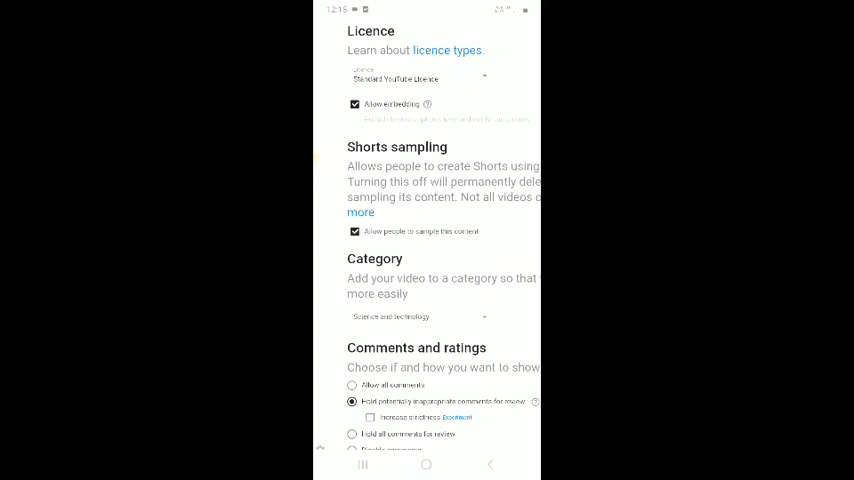 12:15
Licence
Learn about licence types.
Licence
Standard YouTube Licence
Allow embedding
Shorts sampling
Allows people to create Shorts using
Turning this off will permanently dele
sampling its content. Not all videos c
more
Allow people to sample this content
Category
Add your video to a category so that
more easily
Science and technology
Comments and ratings
Choose if and how you want to show
Allow all comments
Hold potentially inappropriate comments for review
Increase strictness Experiment
Hold all comments for review